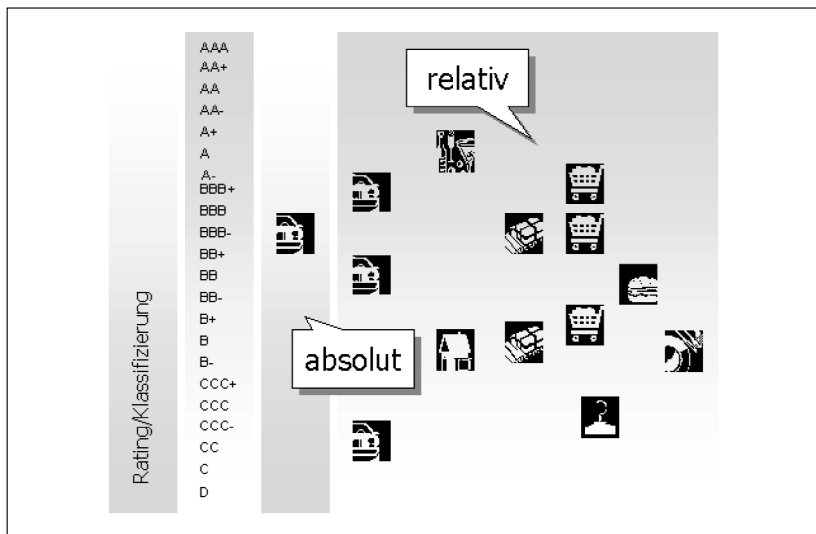 AAA
AA+
AA
AA-
A+
A
A-
BBB+
BBB
BBB-
BB+
BB
BB-
B+
B
B-
CCC+
CCC
CCC-
CC
C
D
Rating/Klassifizierung
relativ
absolut